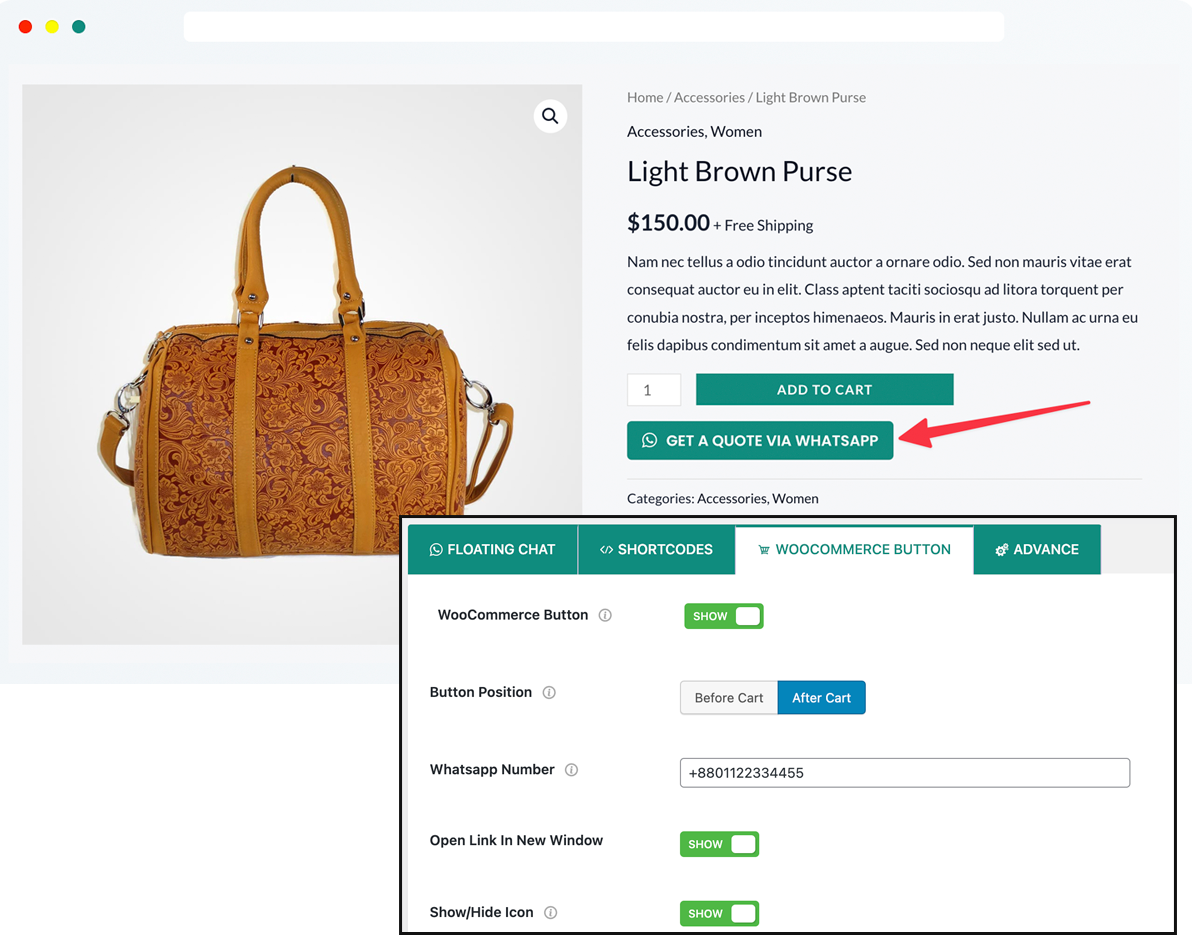 Home / Accessories / Light Brown Purse
Accessories, Women
Light Brown Purse
$150.00 + Free Shipping
Nam nec tellus a odio tincidunt auctor a ornare odio. Sed non mauris vitae erat
consequat auctor eu in elit. Class aptent taciti sociosqu ad litora torquent per
conubia nostra, per inceptos himenaeos. Mauris in erat justo. Nullam ac urna eu
felis dapibus condimentum sit amet a augue. Sed non neque elit sed ut.
1 ADD TO CART
GET A QUOTE VIA WHATSAPP
Categories: Accessories, Women
FLOATING CHAT SHORTCODES WOOCOMMERCE BUTTON ADVANCE
WooCommerce Button SHOW
Button Position Before Cart After Cart
Whatsapp Number +8801122334455
Open Link In New Window SHOW
Show/Hide Icon SHOW